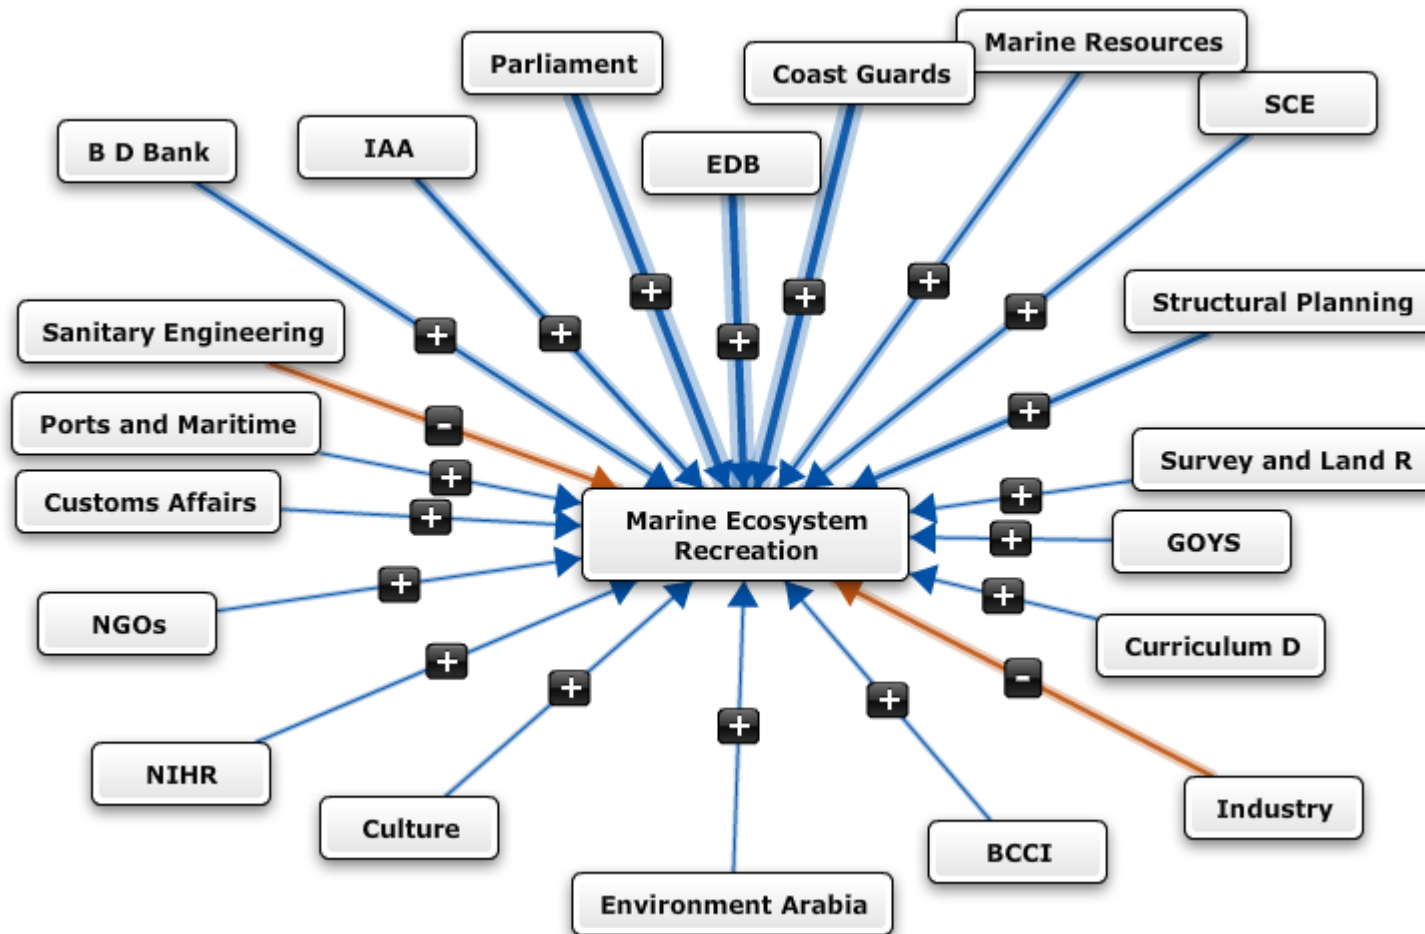 Marine Resources
Parliament
Coast Guards
SCE
B D Bank
IAA
EDB
+
+
+
+
Structural Planning
+
Sanitary Engineering
+
+
+
Ports and Maritime
-
+
Survey and Land R
+
Customs Affairs
+
+
Marine Ecosystem
Recreation
+
GOYS
+
+
NGOs
Curriculum D
+
-
+
+
+
NIHR
Industry
Culture
BCCI
Environment Arabia